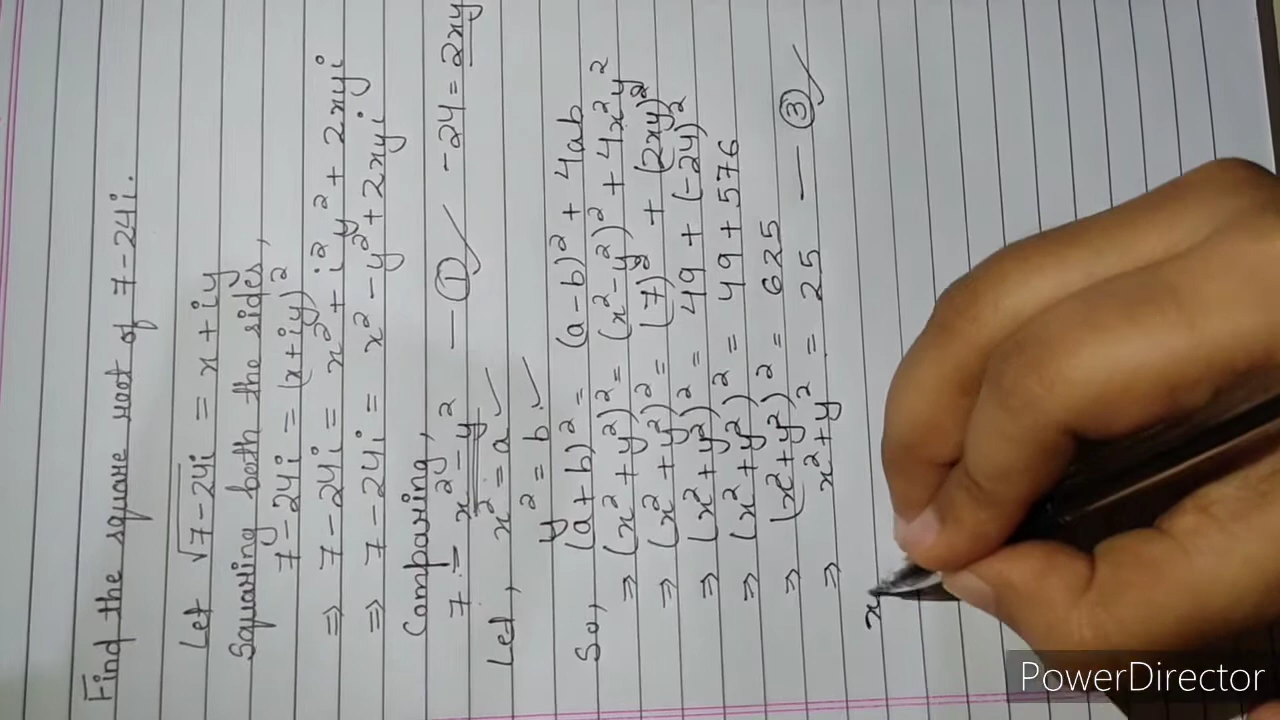 Find the square root of 7-24i.
Let √7-24i = x+iy
Squaring both the sides,
7-24i = (x+iy)²
⇒ 7-24i = x²+i²y²+2xyi
⇒ 7-24i = x²-y²+2xyi
Comparing,
7 = x²-y² — ① ✓ -24 = 2xy
Let, x² = a ✓
y² = b ✓
So, (a+b)² = (a-b)² + 4ab
⇒ (x²+y²)² = (x²-y²)² + 4x²y²
⇒ (x²+y²)² = (7)² + (2xy)²
⇒ (x²+y²)² = 49 + (-24)²
⇒ (x²+y²)² = 49 + 576
⇒ (x²+y²)² = 625
⇒ x²+y² = 25 — ③ ✓
x
PowerDirector